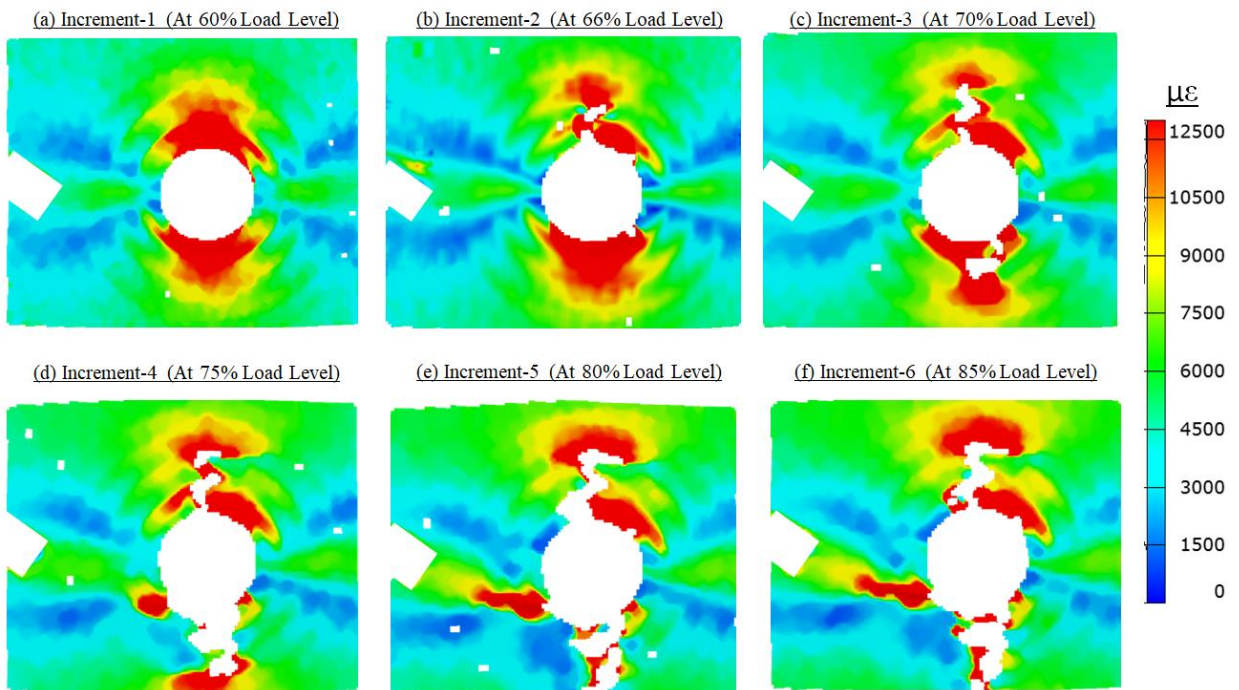 (a) Increment-1 (At 60% Load Level)
(b) Increment-2 (At 66% Load Level)
(c) Increment-3 (At 70% Load Level)
με
12500
10500
9000
7500
6000
4500
3000
1500
0
(d) Increment-4 (At 75% Load Level)
(e) Increment-5 (At 80% Load Level)
(f) Increment-6 (At 85% Load Level)